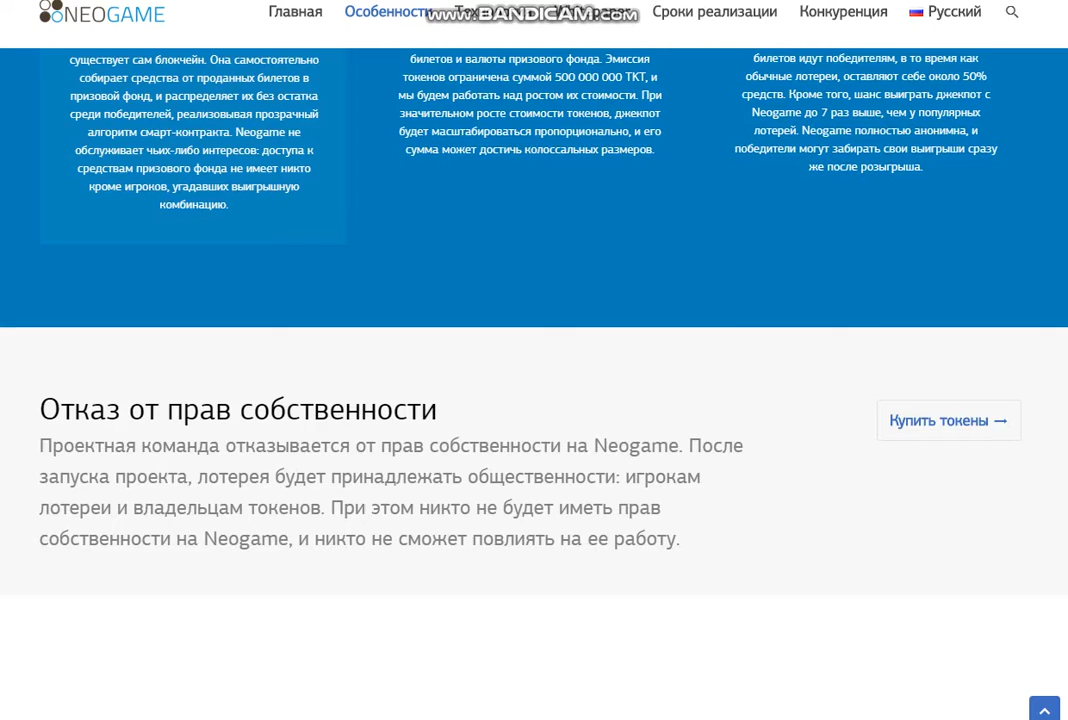 NEOGAME
Главная
Особенности
www.BANDICAM.com
Сроки реализации
Конкуренция
Русский
существует сам блокчейн. Она самостоятельно
собирает средства от проданных билетов в
призовой фонд, и распределяет их без остатка
среди победителей, реализовывая прозрачный
алгоритм смарт-контракта. Neogame не
обслуживает чьих-либо интересов: доступа к
средствам призового фонда не имеет никто
кроме игроков, угадавших выигрышную
комбинацию.
билетов и валюты призового фонда. Эмиссия
токенов ограничена суммой 500 000 000 ТКТ, и
мы будем работать над ростом их стоимости. При
значительном росте стоимости токенов, джекпот
будет масштабироваться пропорционально, и его
сумма может достичь колоссальных размеров.
билетов идут победителям, в то время как
обычные лотереи, оставляют себе около 50%
средств. Кроме того, шанс выиграть джекпот с
Neogame до 7 раз выше, чем у популярных
лотерей. Neogame полностью анонимна, и
победители могут забирать свои выигрыши сразу
же после розыгрыша.
Отказ от прав собственности
Проектная команда отказывается от прав собственности на Neogame. После
запуска проекта, лотерея будет принадлежать общественности: игрокам
лотереи и владельцам токенов. При этом никто не будет иметь прав
собственности на Neogame, и никто не сможет повлиять на ее работу.
Купить токены →